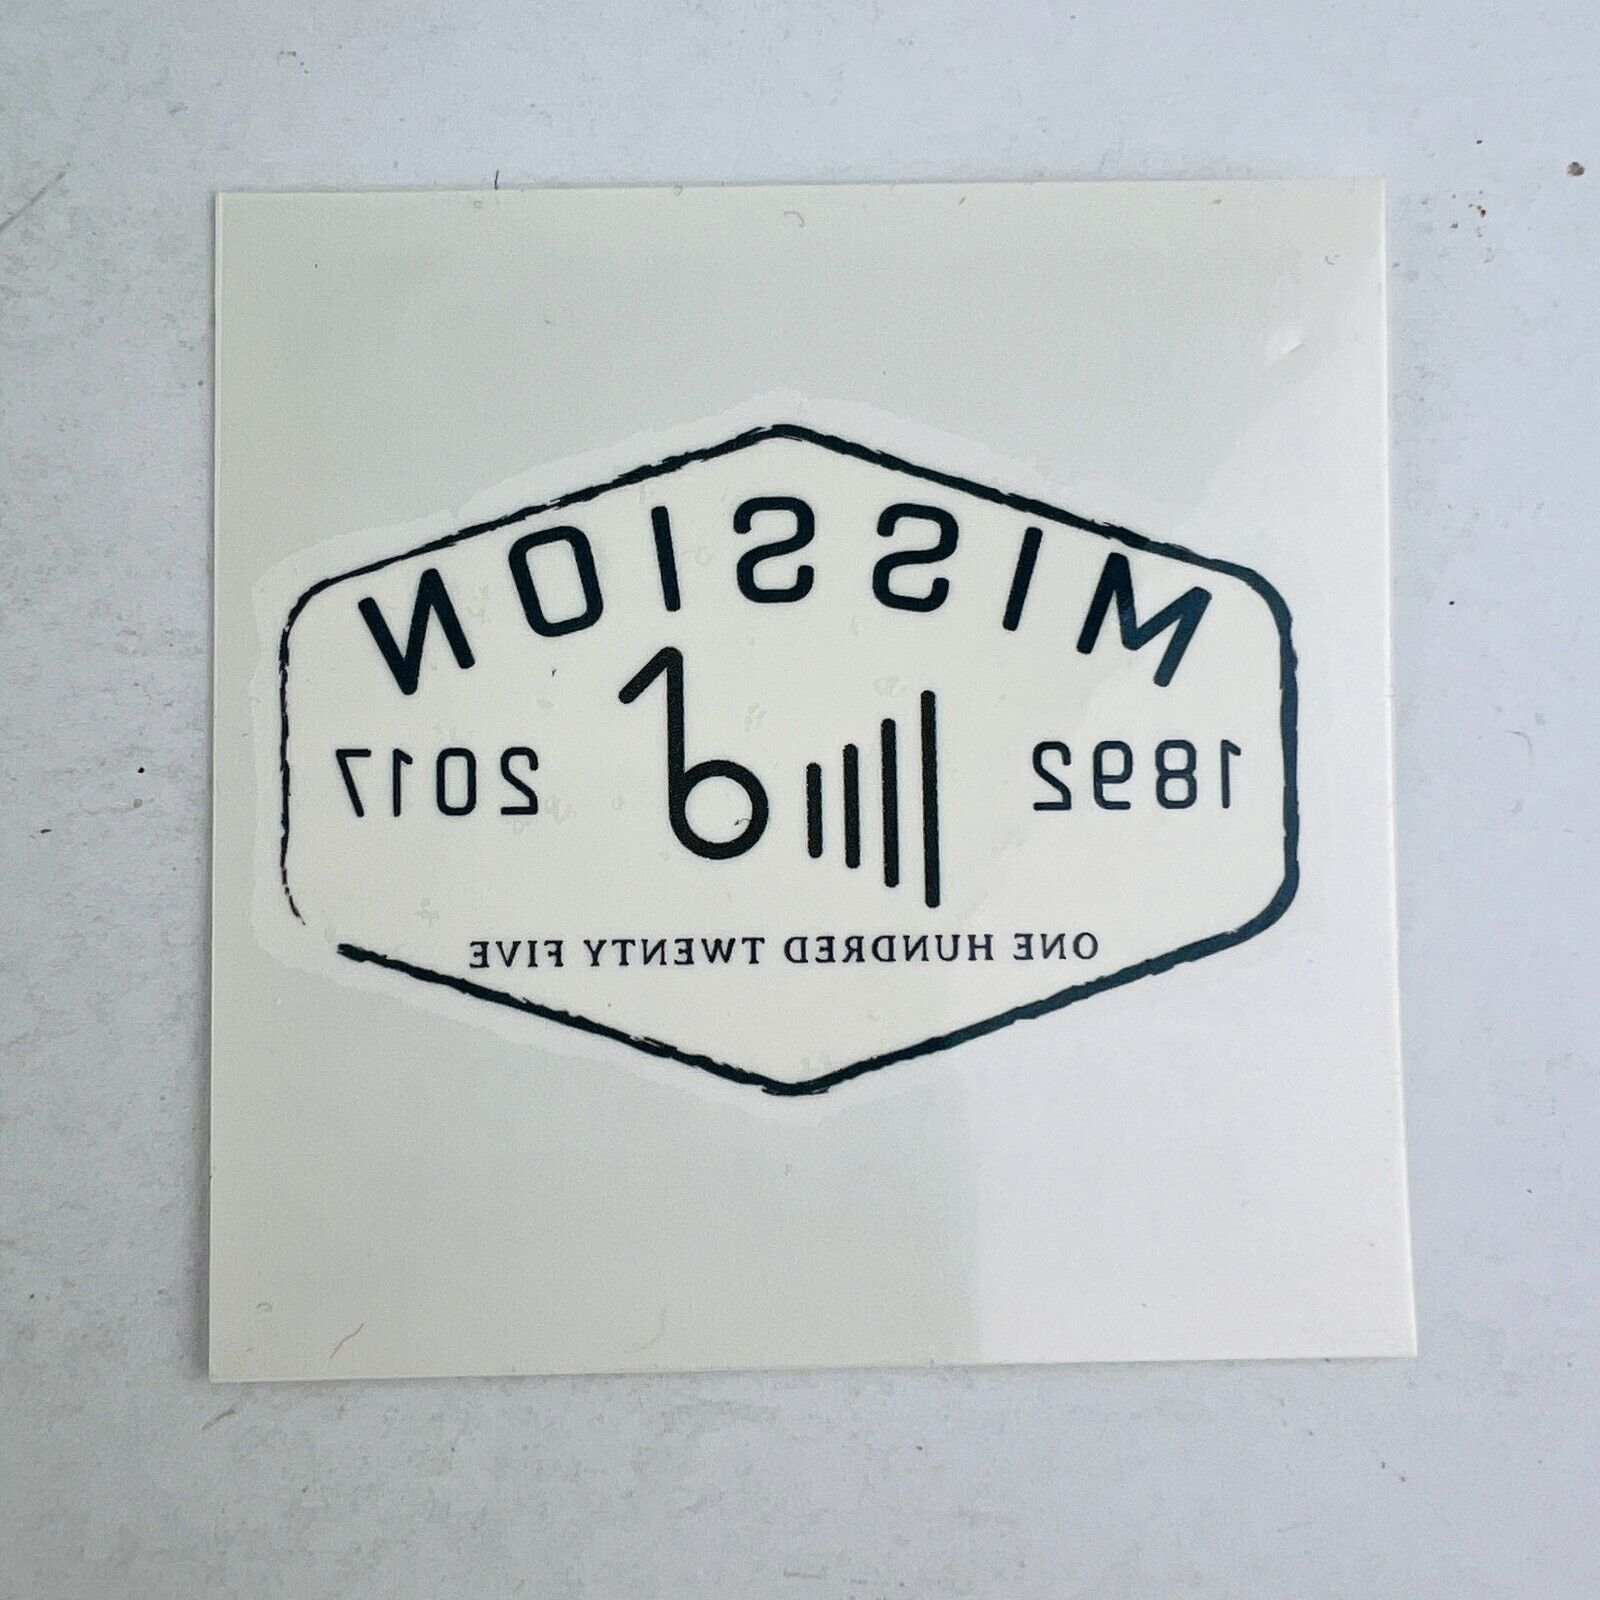 MISSION
1892 2017
ONE HUNDRED TWENTY FIVE